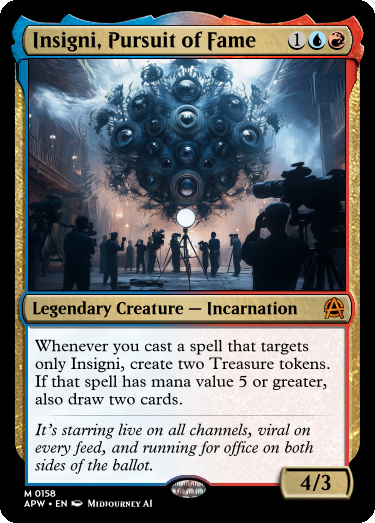 Insigni, Pursuit of Fame 1
Legendary Creature — Incarnation
Whenever you cast a spell that targets
only Insigni, create two Treasure tokens.
If that spell has mana value 5 or greater,
also draw two cards.
It's starring live on all channels, viral on
every feed, and running for office on both
sides of the ballot.
4/3
M 0158
APW • EN Midjourney AI